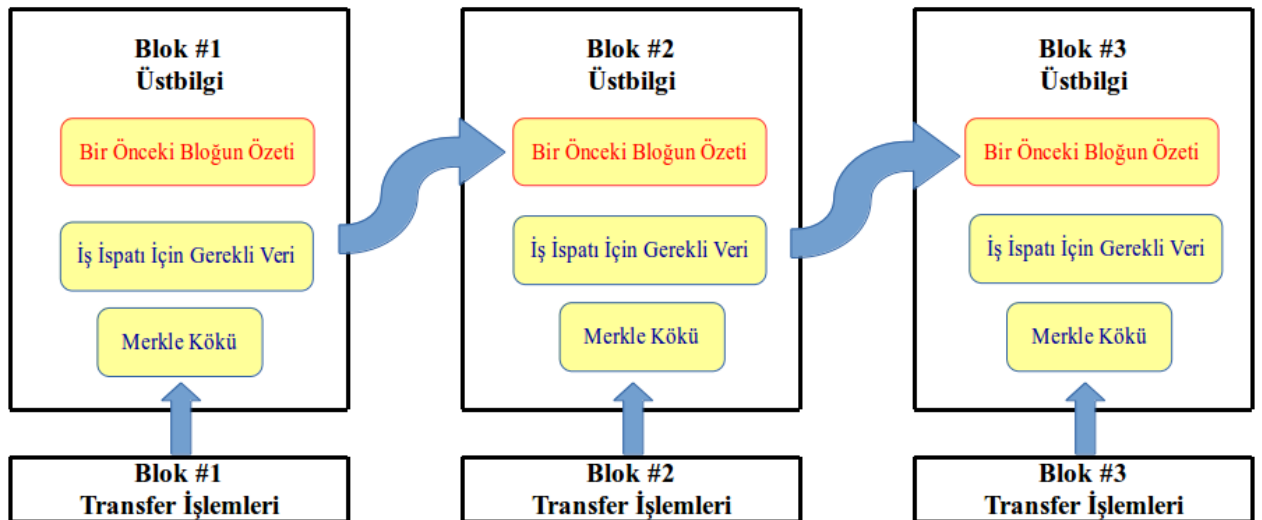 Blok #1
Üstbilgi
Bir Önceki Bloğun Özeti
İş İspatı İçin Gerekli Veri
Merkle Kökü
Blok #1
Transfer İşlemleri
Blok #2
Üstbilgi
Bir Önceki Bloğun Özeti
İş İspatı İçin Gerekli Veri
Merkle Kökü
Blok #2
Transfer İşlemleri
Blok #3
Üstbilgi
Bir Önceki Bloğun Özeti
İş İspatı İçin Gerekli Veri
Merkle Kökü
Blok #3
Transfer İşlemleri